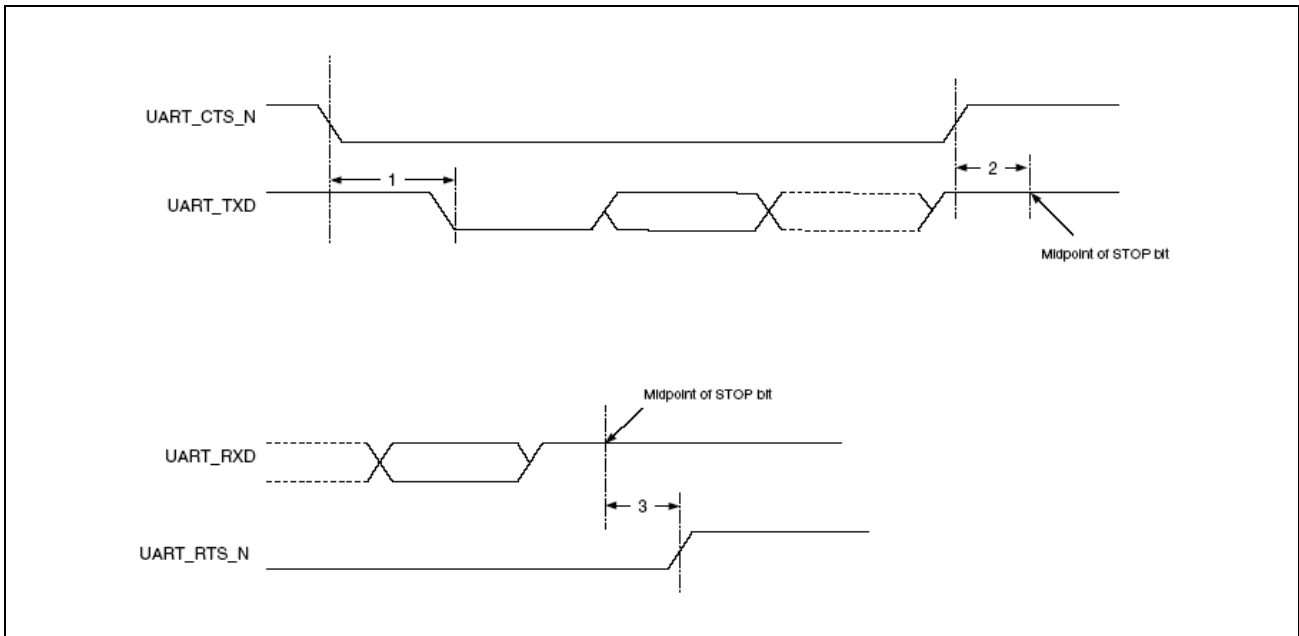 UART_CTS_N
1
2
UART_TXD
Midpoint of STOP bit
Midpoint of STOP bit
UART_RXD
3
UART_RTS_N